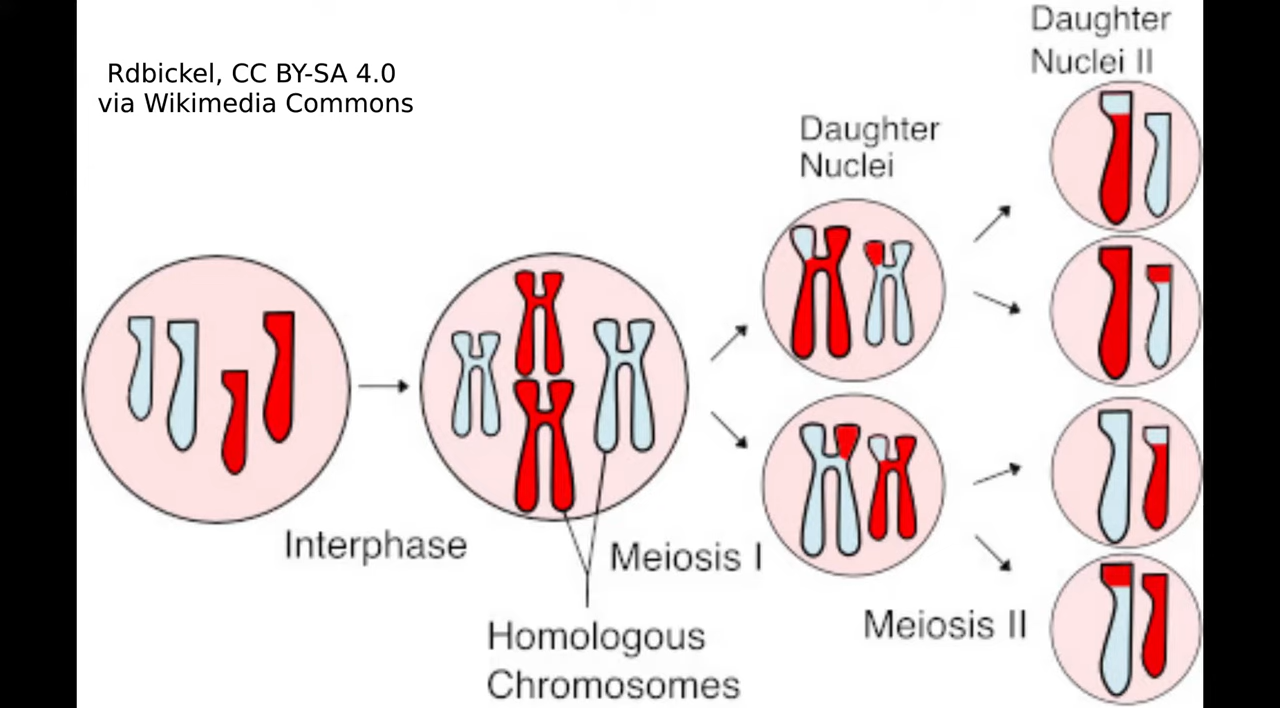 Rdbickel, CC BY-SA 4.0
via Wikimedia Commons
Daughter
Nuclei II
Daughter
Nuclei
Interphase
Meiosis I
Homologous
Chromosomes
Meiosis II